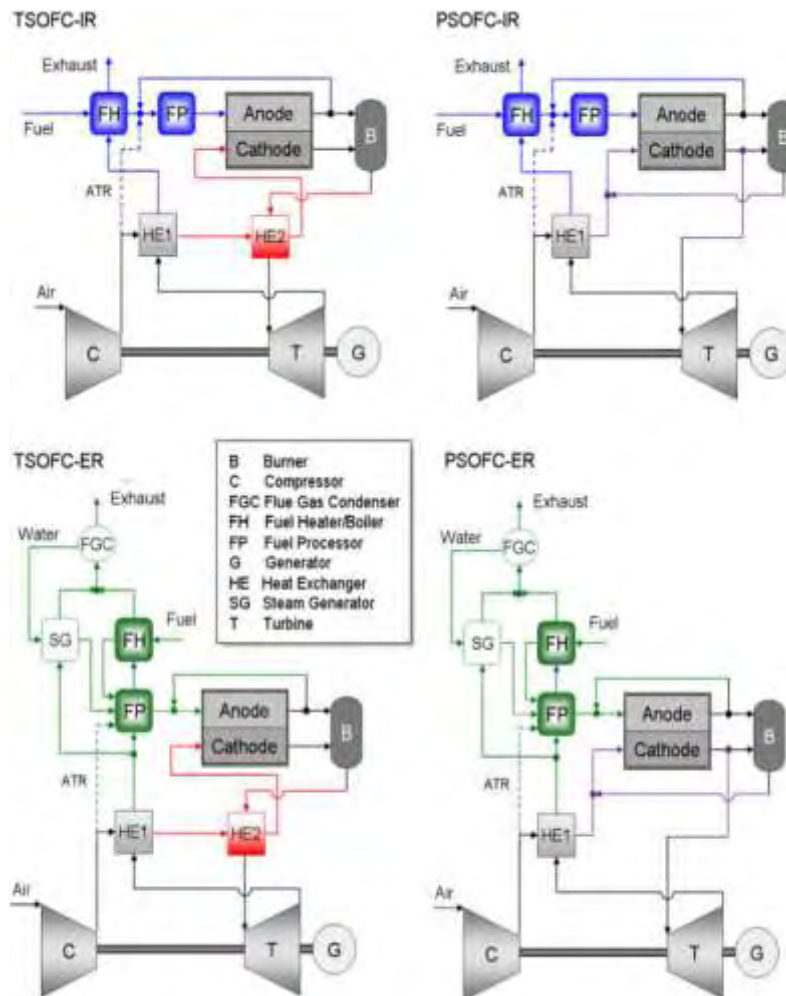 TSOFC-IR
PSOFC-IR
Exhaust
FH
FP
Anode
Cathode
B
Fuel
ATR
HE1
HE2
Air
C
T
G
Exhaust
FH
FP
Anode
Cathode
B
Fuel
ATR
HE1
Air
C
T
G
TSOFC-ER
B Burner
C Compressor
FGC Flue Gas Condenser
FH Fuel Heater/Boiler
FP Fuel Processor
G Generator
HE Heat Exchanger
SG Steam Generator
T Turbine
PSOFC-ER
Exhaust
Water
FGC
SG
FH
Fuel
FP
Anode
Cathode
B
ATR
HE1
HE2
Air
C
T
G
Exhaust
Water
FGC
SG
FH
Fuel
FP
Anode
Cathode
B
ATR
HE1
Air
C
T
G